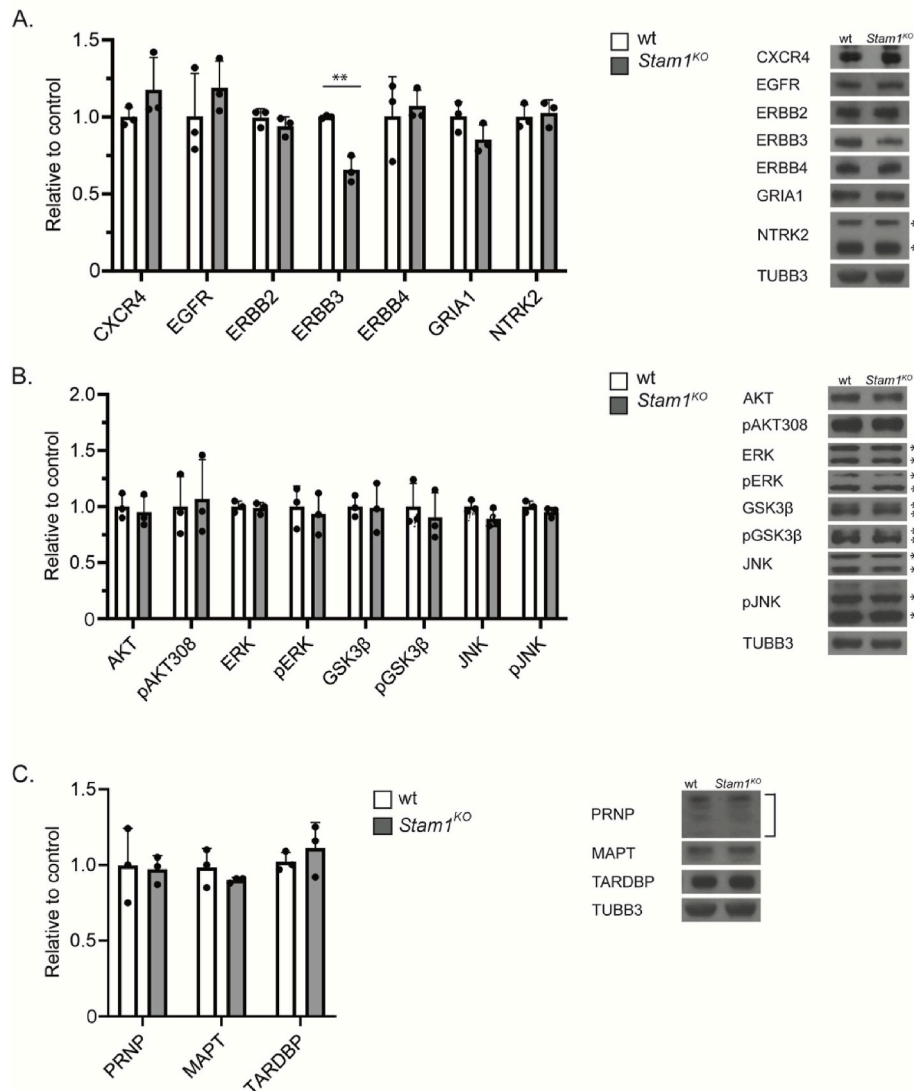 A.
Relative to control
1.5
1.0
0.5
0
**
CXCR4
EGFR
ERBB2
ERBB3
ERBB4
GRIA1
NTRK2
wt
Stam1KO
wt Stam1KO
CXCR4
EGFR
ERBB2
ERBB3
ERBB4
GRIA1
NTRK2
*
*
TUBB3
B.
Relative to control
2.0
1.5
1.0
0.5
0
AKT
pAKT308
ERK
pERK
GSK3β
pGSK3β
JNK
pJNK
wt
Stam1KO
wt Stam1KO
AKT
pAKT308
ERK
*
*
pERK
*
*
GSK3β
*
*
pGSK3β
*
*
JNK
*
*
pJNK
*
*
TUBB3
C.
Relative to control
1.5
1.0
0.5
0
PRNP
MAPT
TARDBP
wt
Stam1KO
wt Stam1KO
PRNP
MAPT
TARDBP
TUBB3